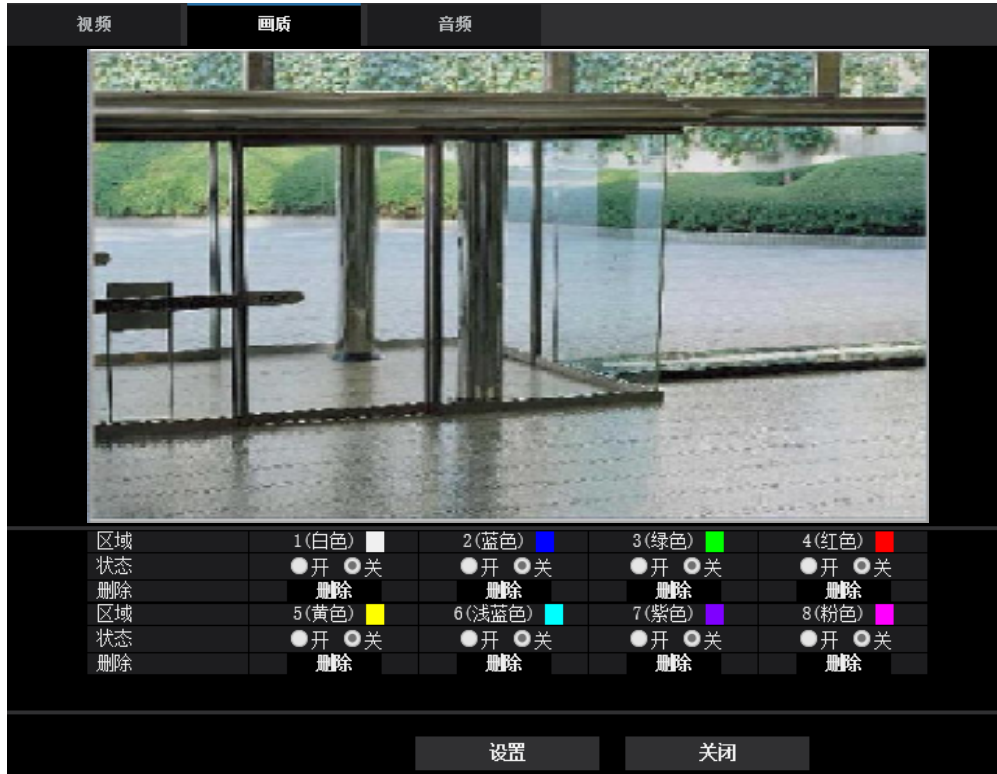 视频 画质 音频
区域 1(白色) 2(蓝色) 3(绿色) 4(红色)
状态 开 关 开 关 开 关 开 关
删除 删除 删除 删除 删除
区域 5(黄色) 6(浅蓝色) 7(紫色) 8(粉色)
状态 开 关 开 关 开 关 开 关
删除 删除 删除 删除 删除
设置 关闭